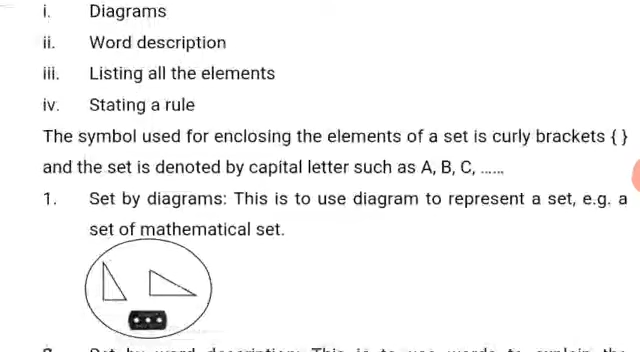 i. Diagrams
ii. Word description
iii. Listing all the elements
iv. Stating a rule
The symbol used for enclosing the elements of a set is curly brackets { }
and the set is denoted by capital letter such as A, B, C, ......
1. Set by diagrams: This is to use diagram to represent a set, e.g. a
set of mathematical set.